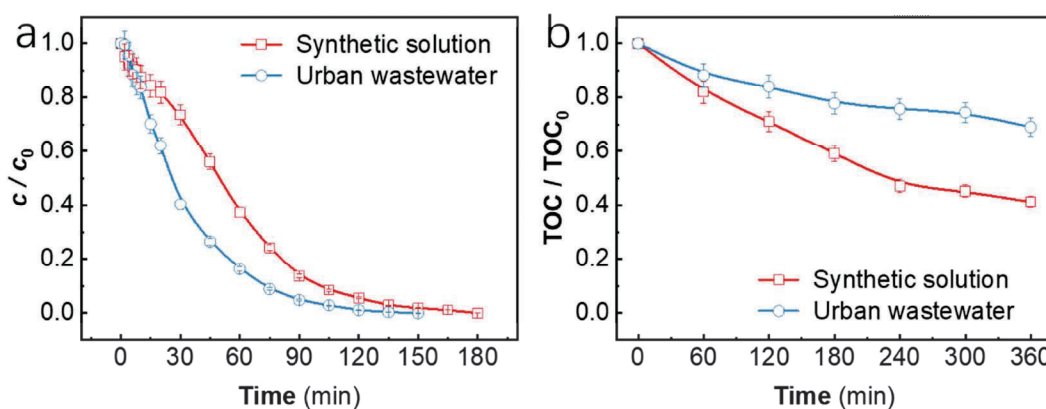 a
1.0
0.8
0.6
0.4
0.2
0.0
c / c0
Synthetic solution
Urban wastewater
0 30 60 90 120 150 180
Time (min)
b
1.0
0.8
0.6
0.4
0.2
0.0
TOC / TOC0
Synthetic solution
Urban wastewater
0 60 120 180 240 300 360
Time (min)